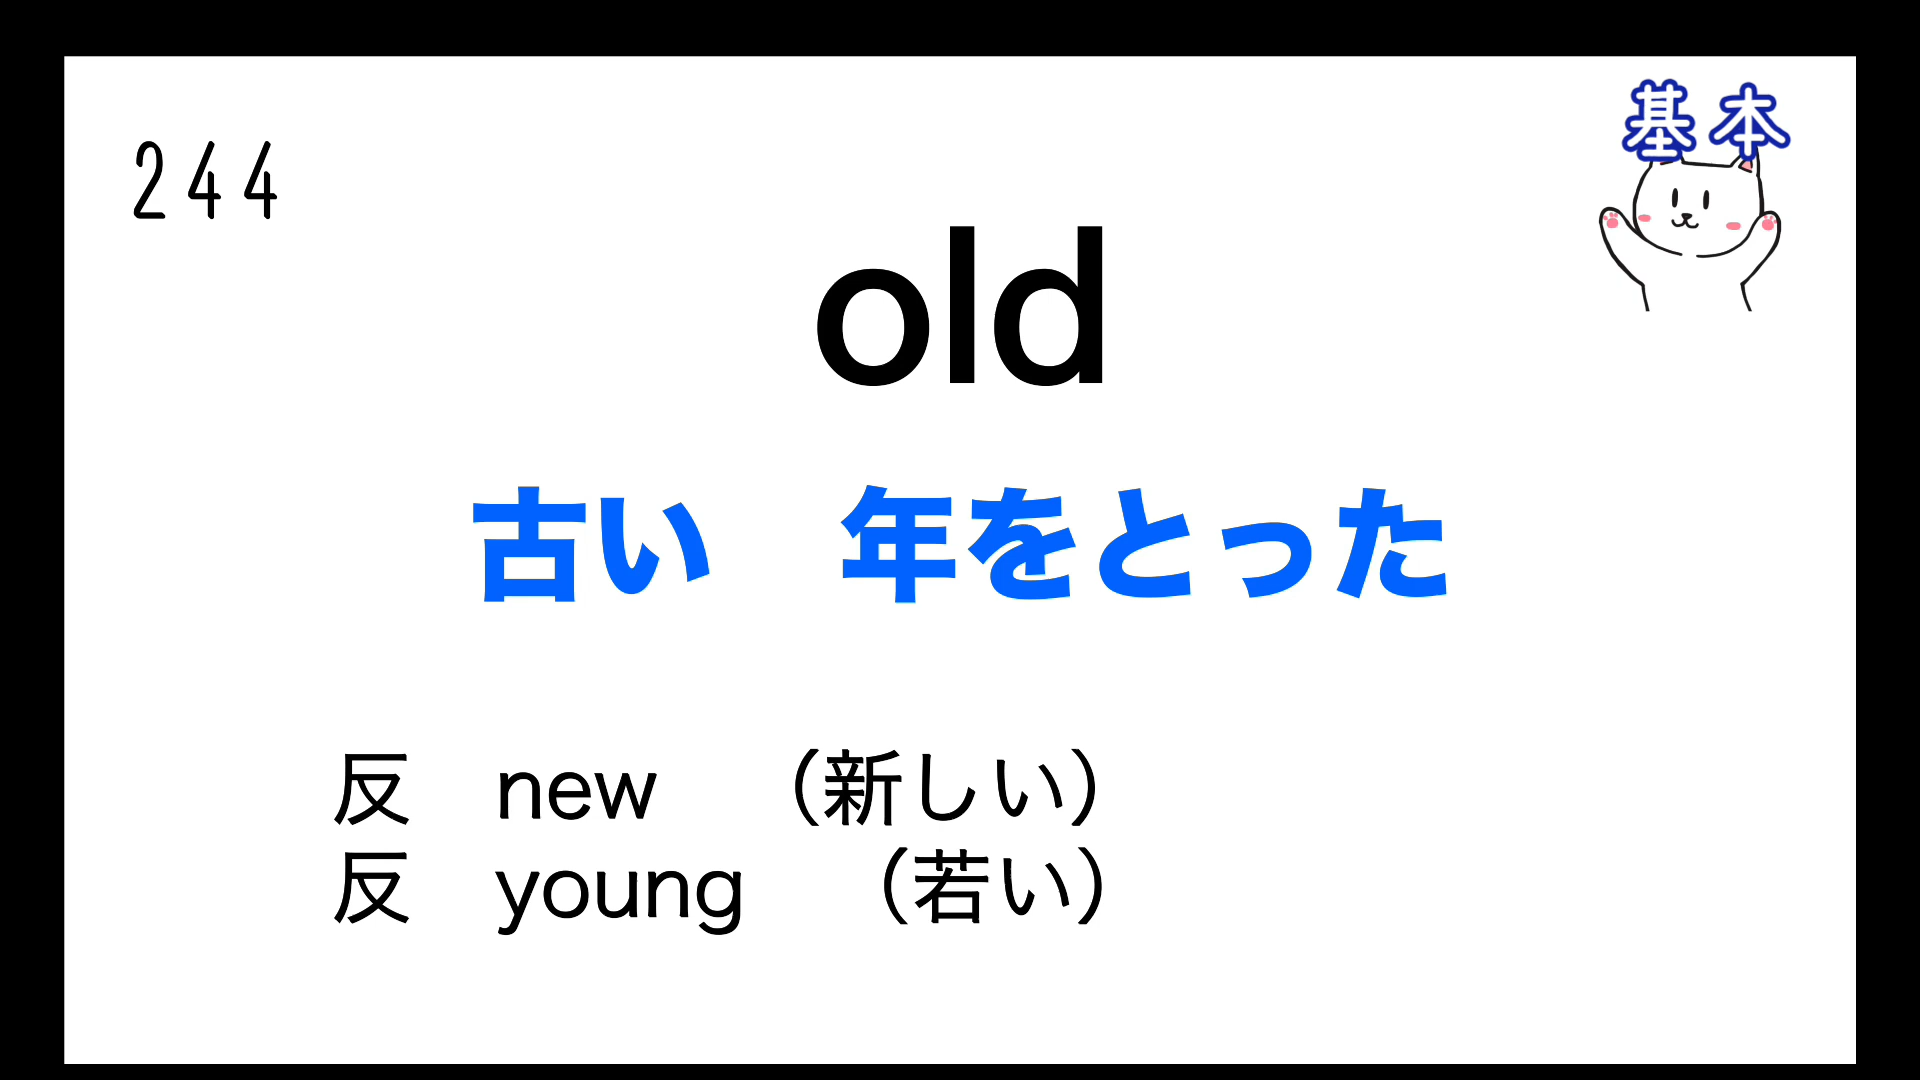 244
基本
old
古い　年をとった
反　new　（新しい）
反　young　（若い）